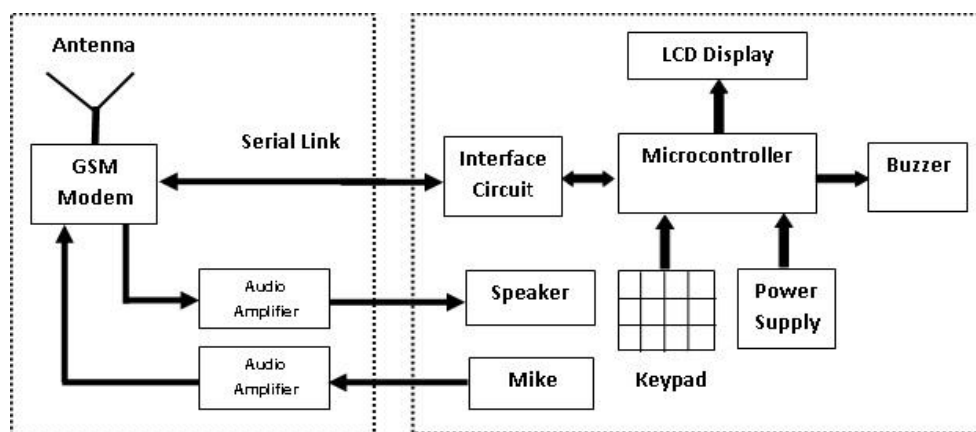 Antenna
GSM
Modem
Serial Link
Audio
Amplifier
Audio
Amplifier
LCD Display
Interface
Circuit
Microcontroller
Buzzer
Speaker
Mike
Keypad
Power
Supply